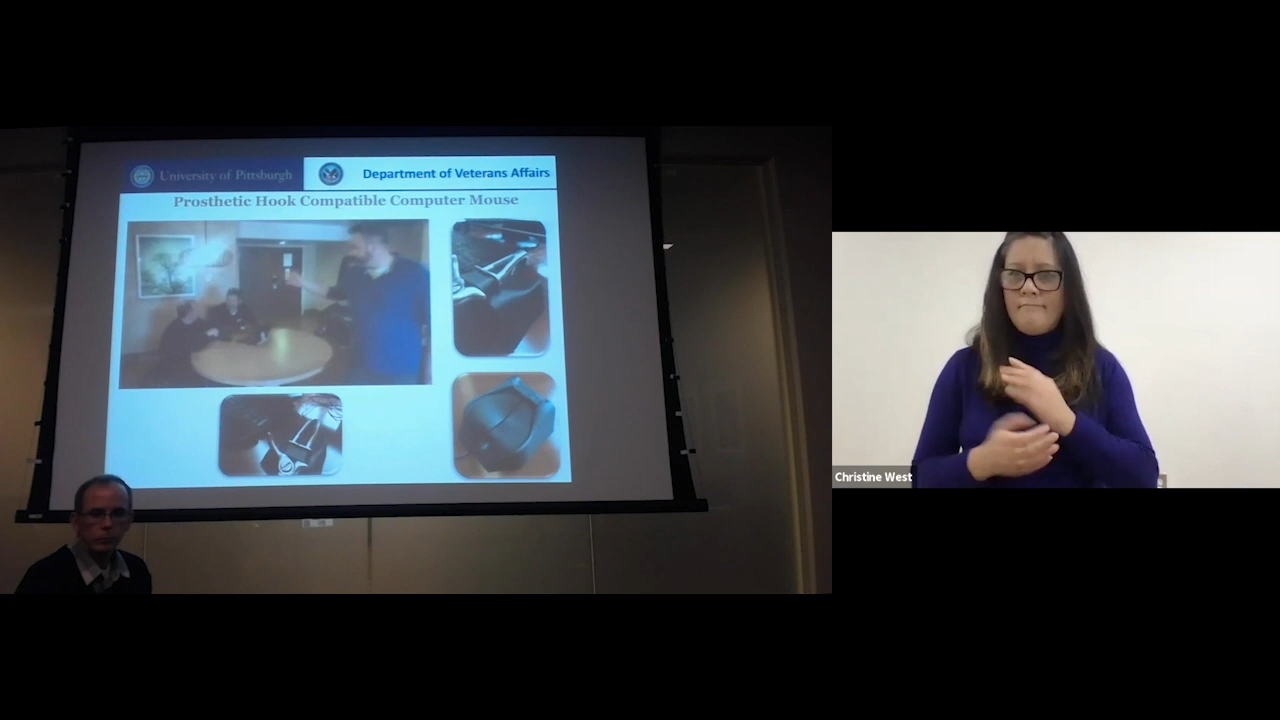 University of Pittsburgh
Department of Veterans Affairs
Prosthetic Hook Compatible Computer Mouse
Christine West